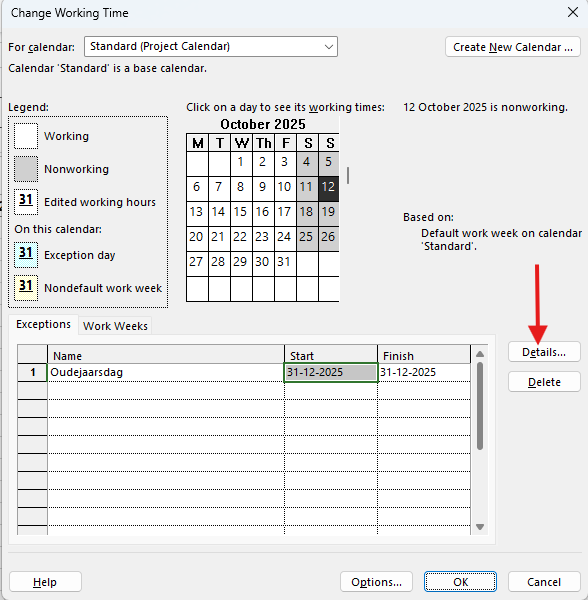 Change Working Time
For calendar: Standard (Project Calendar) Create New Calendar ...
Calendar 'Standard' is a base calendar.
Legend:
Working
Nonworking
31 Edited working hours
On this calendar:
31 Exception day
31 Nondefault work week
Click on a day to see its working times:
October 2025
M T W Th F S S
1 2 3 4 5
6 7 8 9 10 11 12
13 14 15 16 17 18 19
20 21 22 23 24 25 26
27 28 29 30 31
12 October 2025 is nonworking.
Based on:
Default work week on calendar
'Standard'.
Exceptions Work Weeks
Name Start Finish
1 Oudejaarsdag 31-12-2025 31-12-2025
Details...
Delete
Help Options... OK Cancel